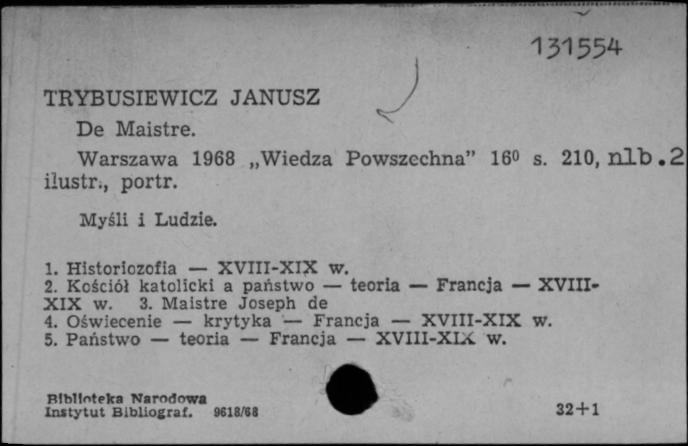 131554
TRYBUSIEWICZ JANUSZ
De Maistre.
Warszawa 1968 „Wiedza Powszechna” 16⁰ s. 210, nlb.2
ilustr., portr.
Myśli i Ludzie.
1. Historiozofia — XVIII-XIX w.
2. Kościół katolicki a państwo — teoria — Francja — XVIII-
XIX w. 3. Maistre Joseph de
4. Oświecenie — krytyka — Francja — XVIII-XIX w.
5. Państwo — teoria — Francja — XVIII-XIX w.
Biblioteka Narodowa
Instytut Bibliograf. 9618/68
32+1